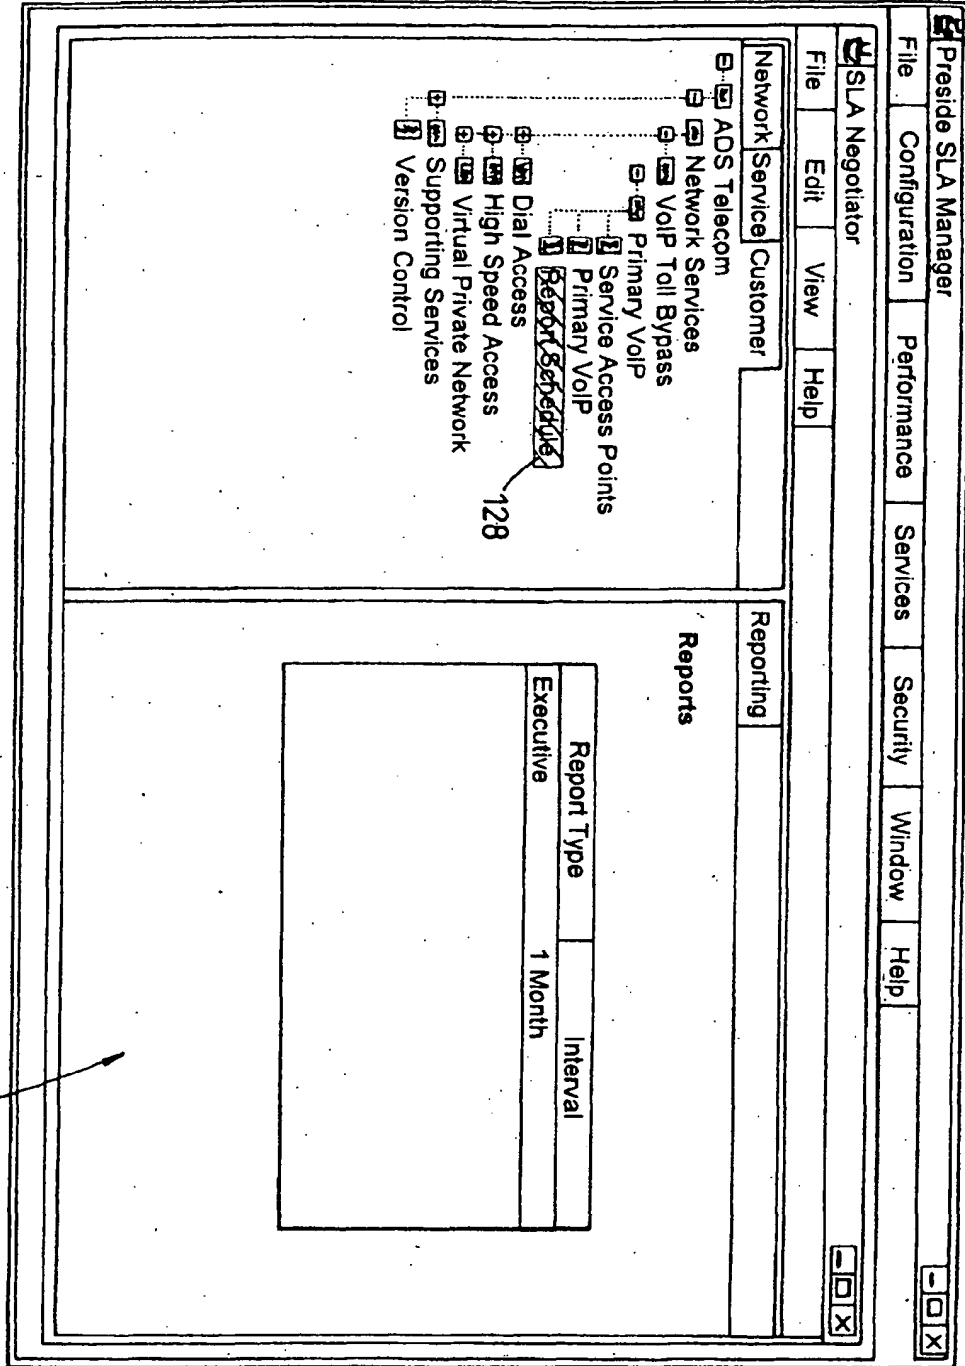 Preside SLA Manager
File Configuration Performance Services Security Window Help
SLA Negotiator
File Edit View Help
Network Service Customer
ADS Telecom
Network Services
VoIP Toll Bypass
Primary VoIP
Service Access Points
Primary VoIP
Report Schedule
128
Dial Access
High Speed Access
Virtual Private Network
Supporting Services
Version Control
Reporting
Reports
Report Type Interval
Executive 1 Month